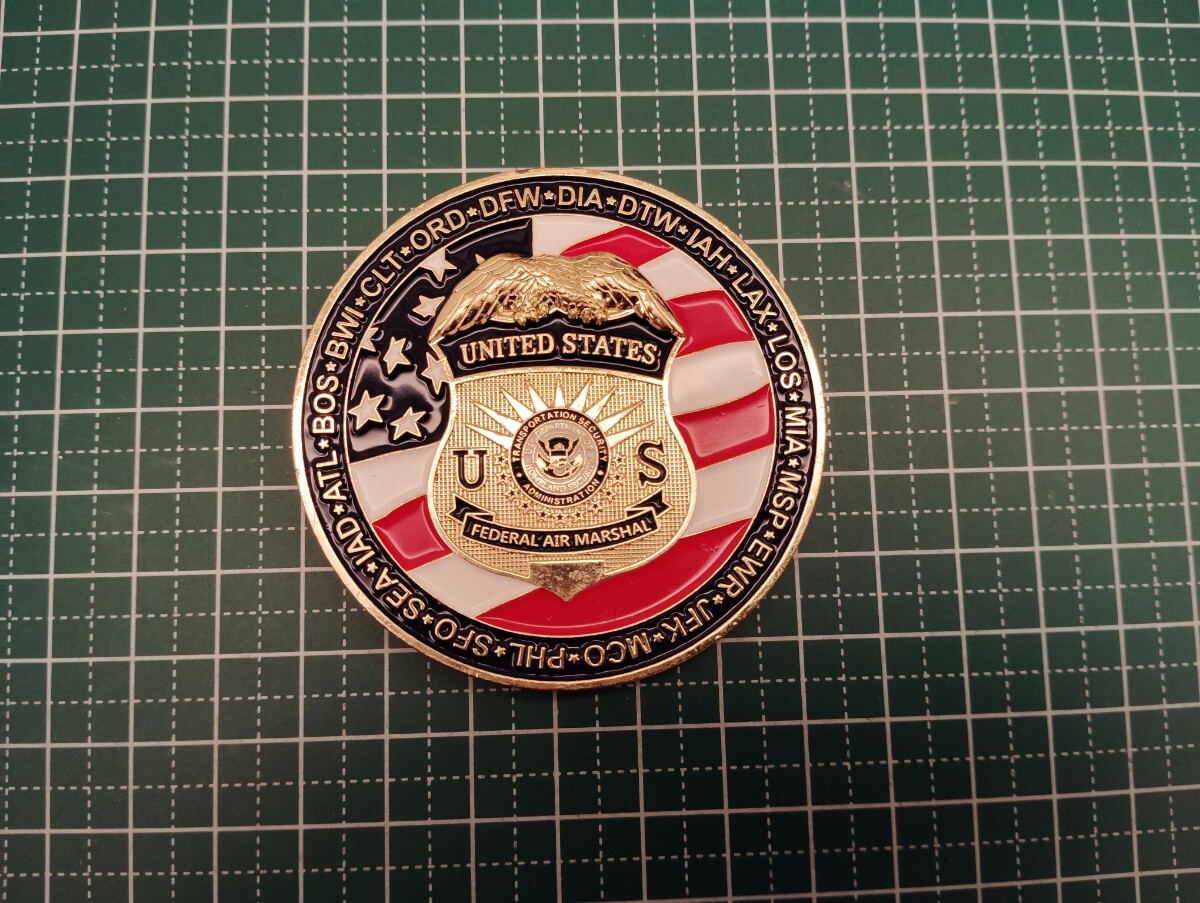 ATL★BOS★BWI★CLT★ORD★DFW★DIA★DTW★IAH★LAX★LOS★MIA★MSP★EWR★JFK★MCO★PHL★SFO★SEA★IAD★
UNITED STATES
TRANSPORTATION SECURITY
U S
ADMINISTRATION
FEDERAL AIR MARSHAL